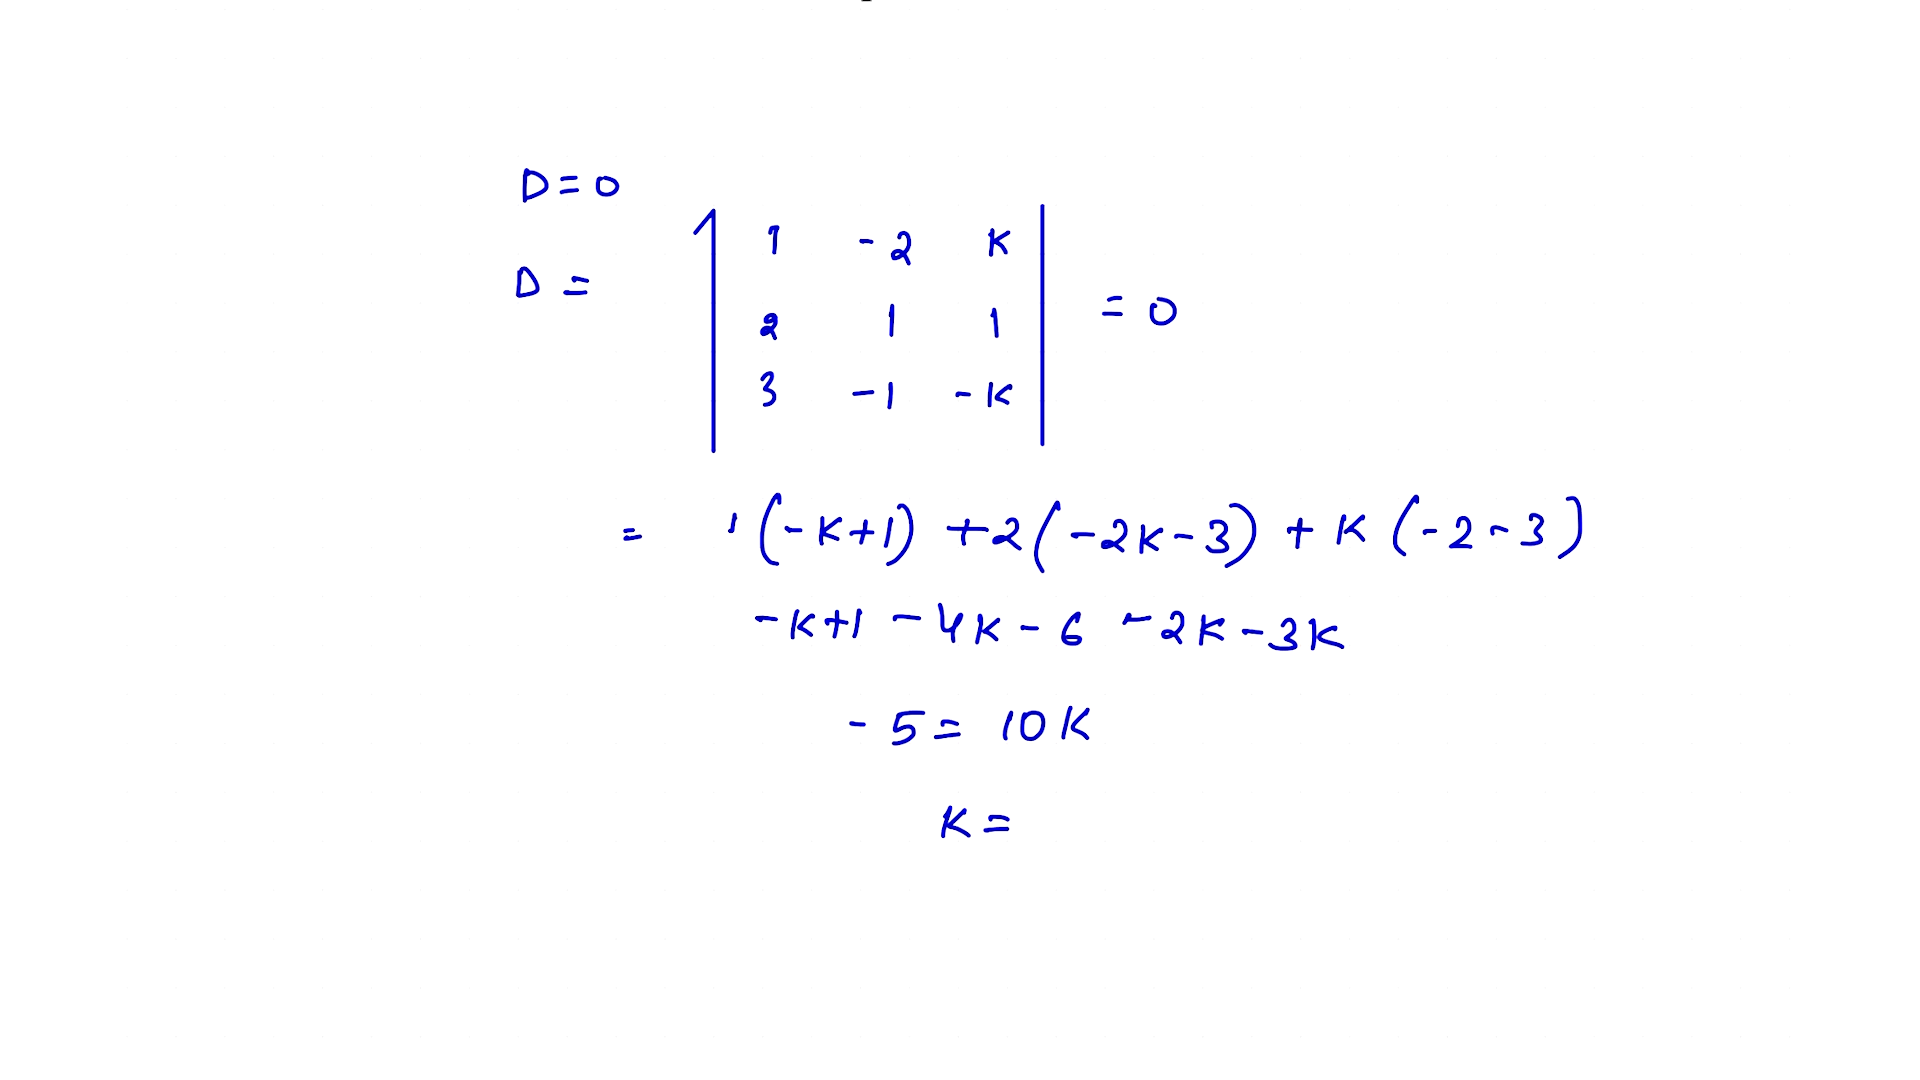 D = 0
D = | 1 -2 K |
| 2 1 1 | = 0
| 3 -1 -K |
= 1(-K+1) +2(-2K-3) + K(-2-3)
-K+1 -4K-6 -2K-3K
-5 = 10K
K =